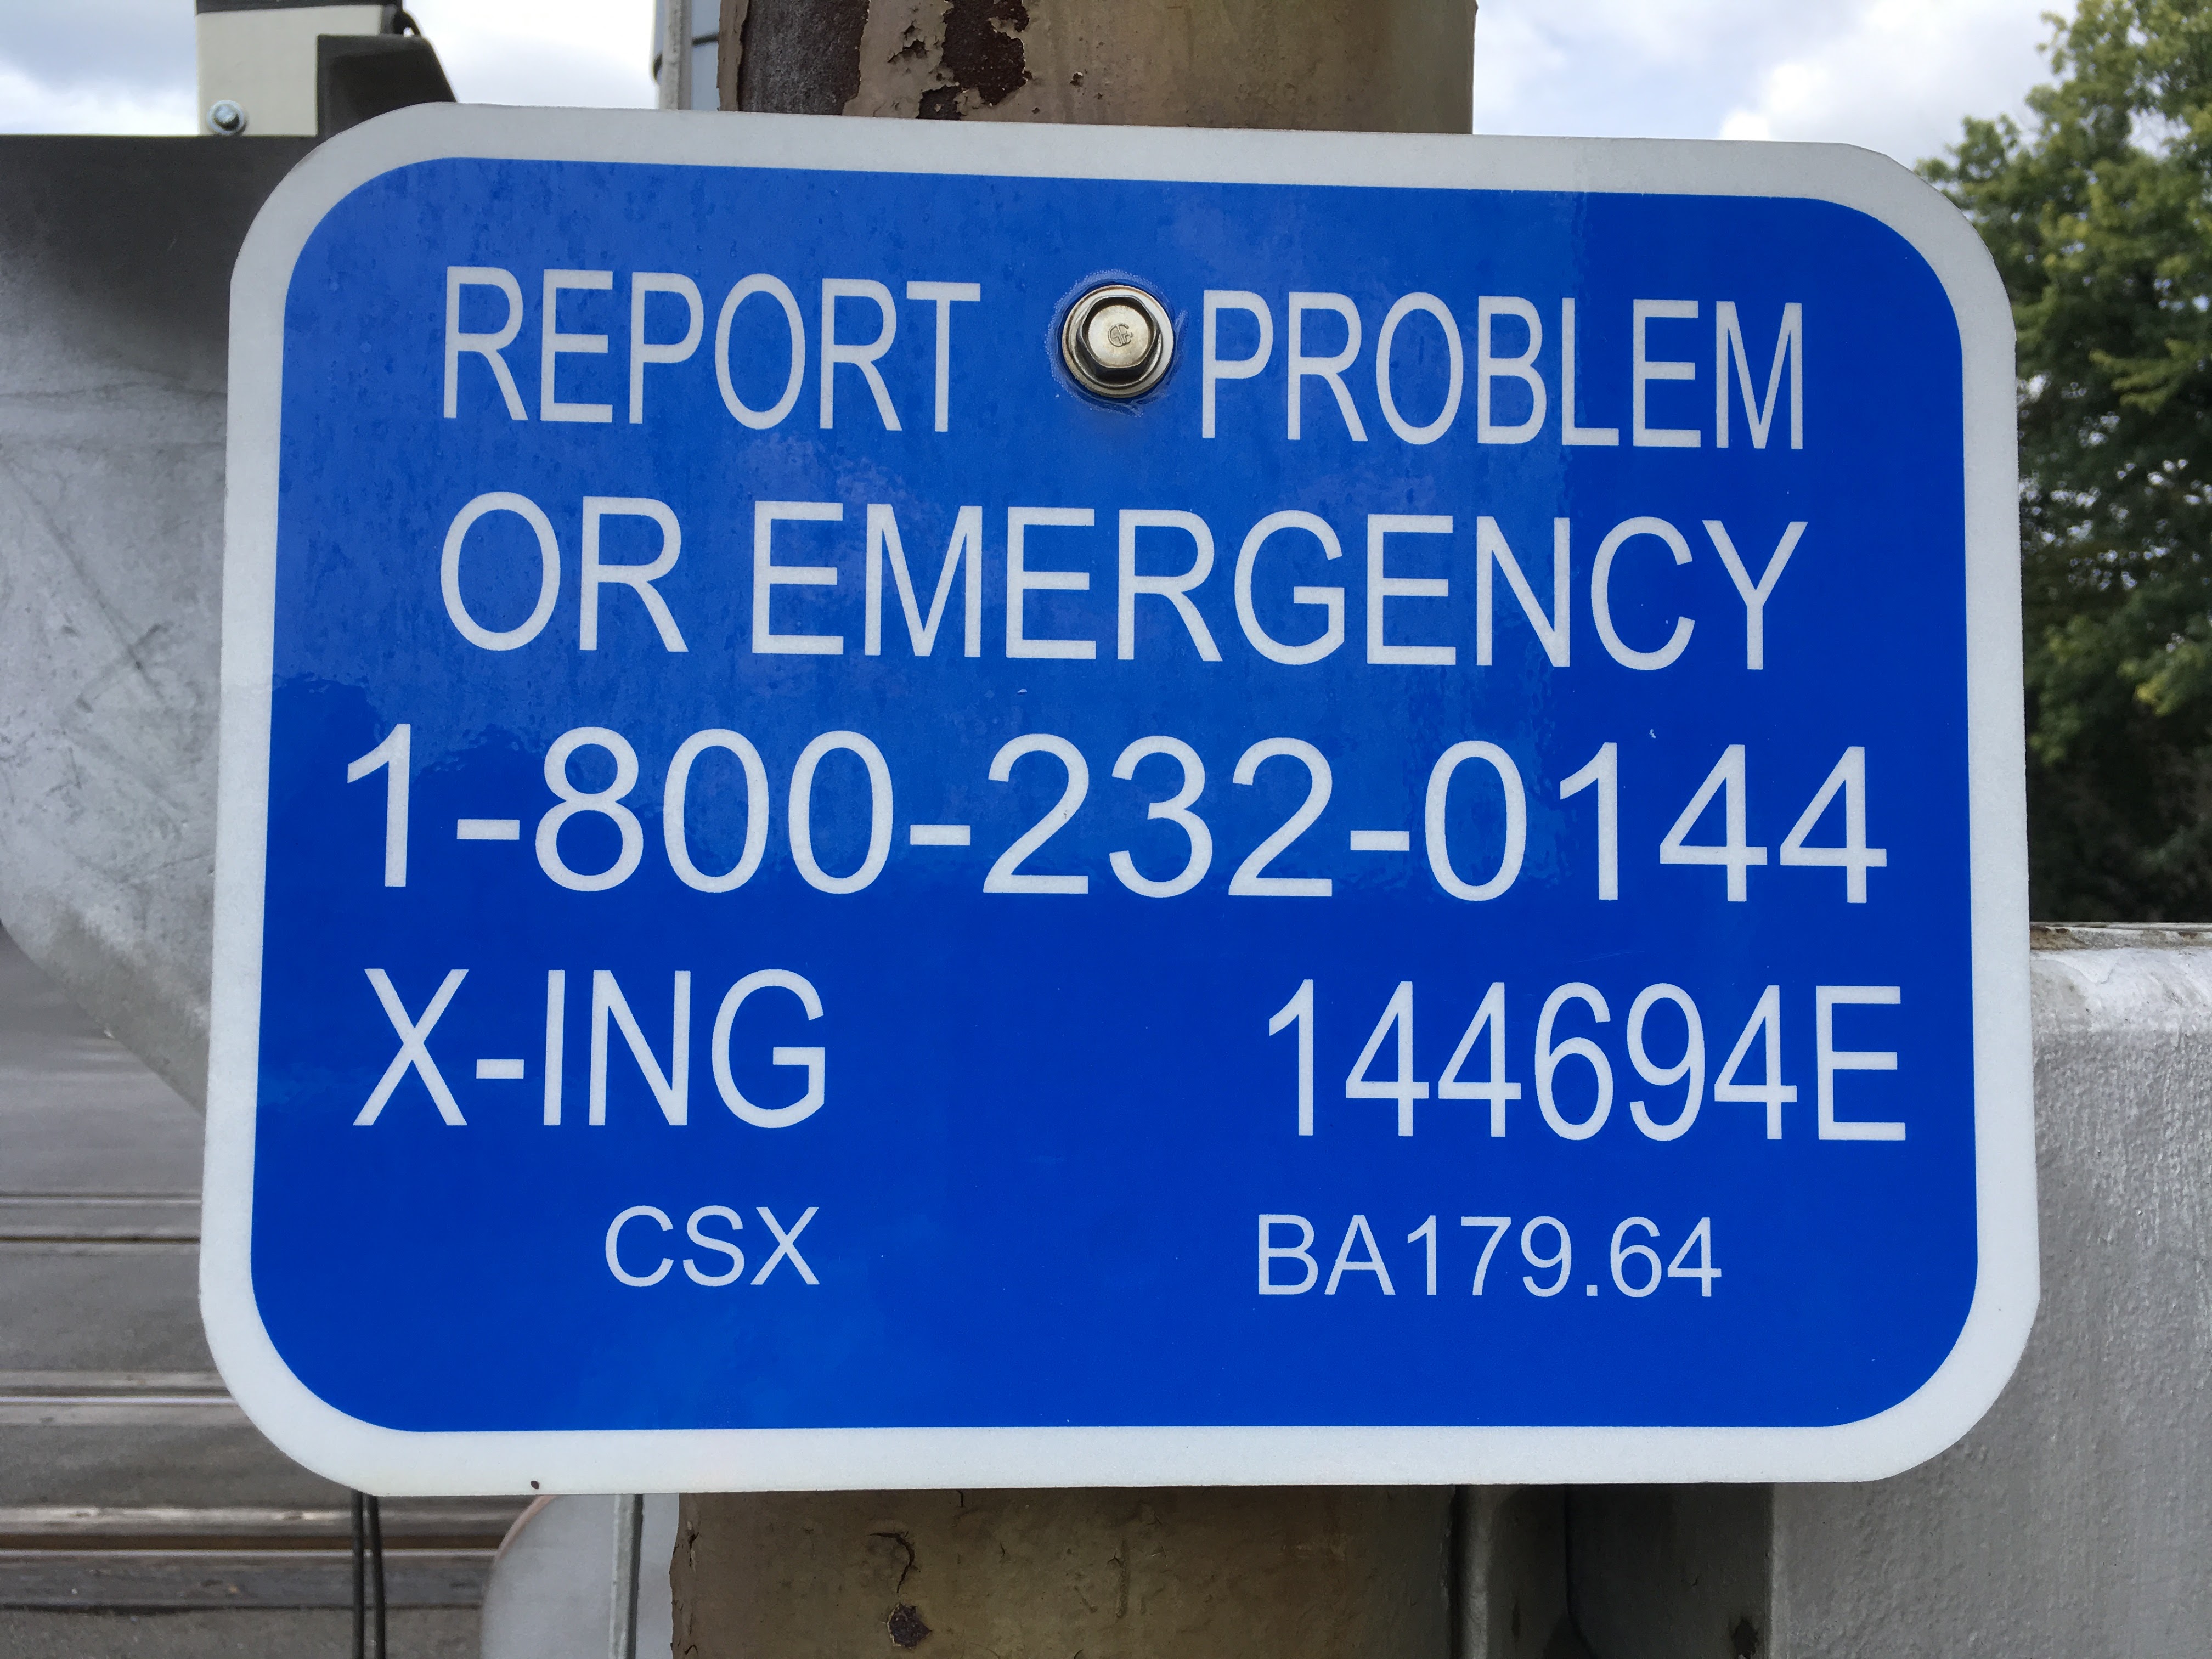 REPORT PROBLEM
OR EMERGENCY
1-800-232-0144
X-ING 144694E
CSX BA179.64